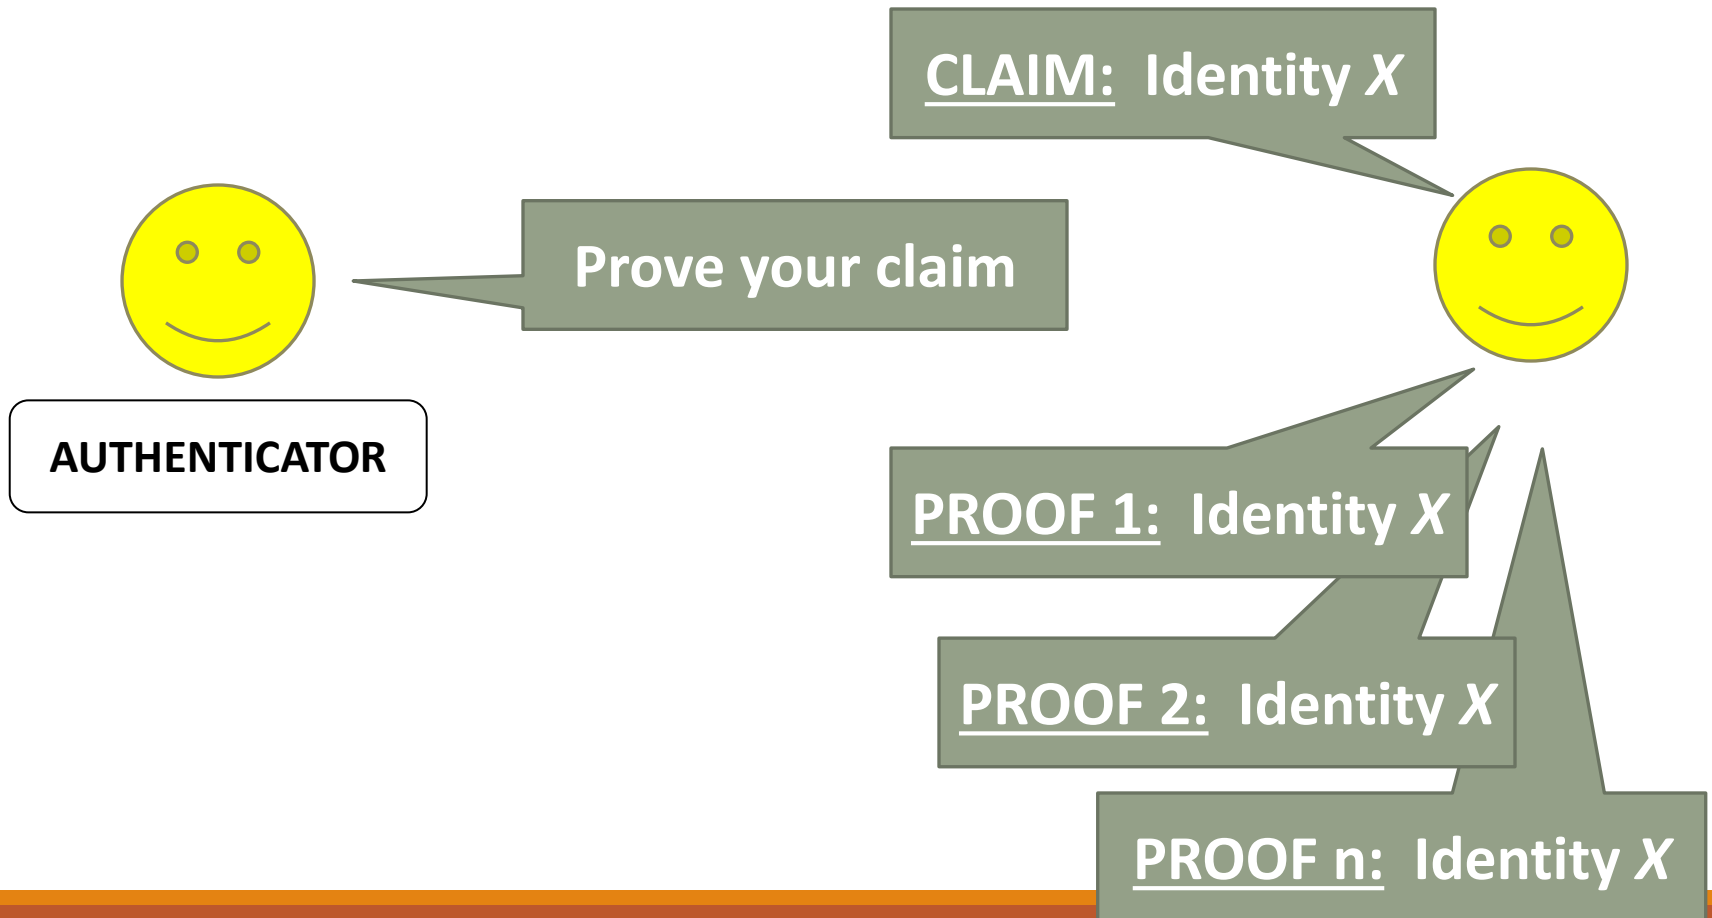 CLAIM: Identity X
Prove your claim
AUTHENTICATOR
PROOF 1: Identity X
PROOF 2: Identity X
PROOF n: Identity X